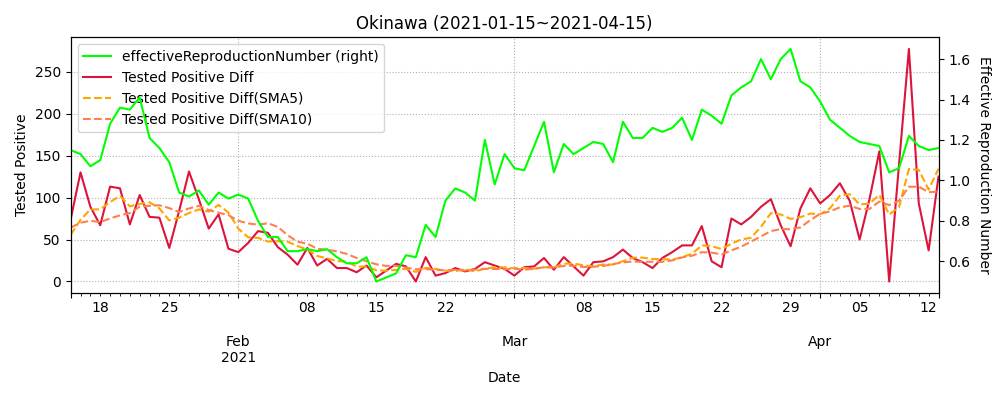 Okinawa (2021-01-15~2021-04-15)
effectiveReproductionNumber (right)
Tested Positive Diff
Tested Positive Diff(SMA5)
Tested Positive Diff(SMA10)
Tested Positive
250
200
150
100
50
0
1.6
1.4
1.2
1.0
0.8
0.6
Effective Reproduction Number
18 25 08 15 22 08 15 22 29 05 12
Feb Mar Apr
2021
Date